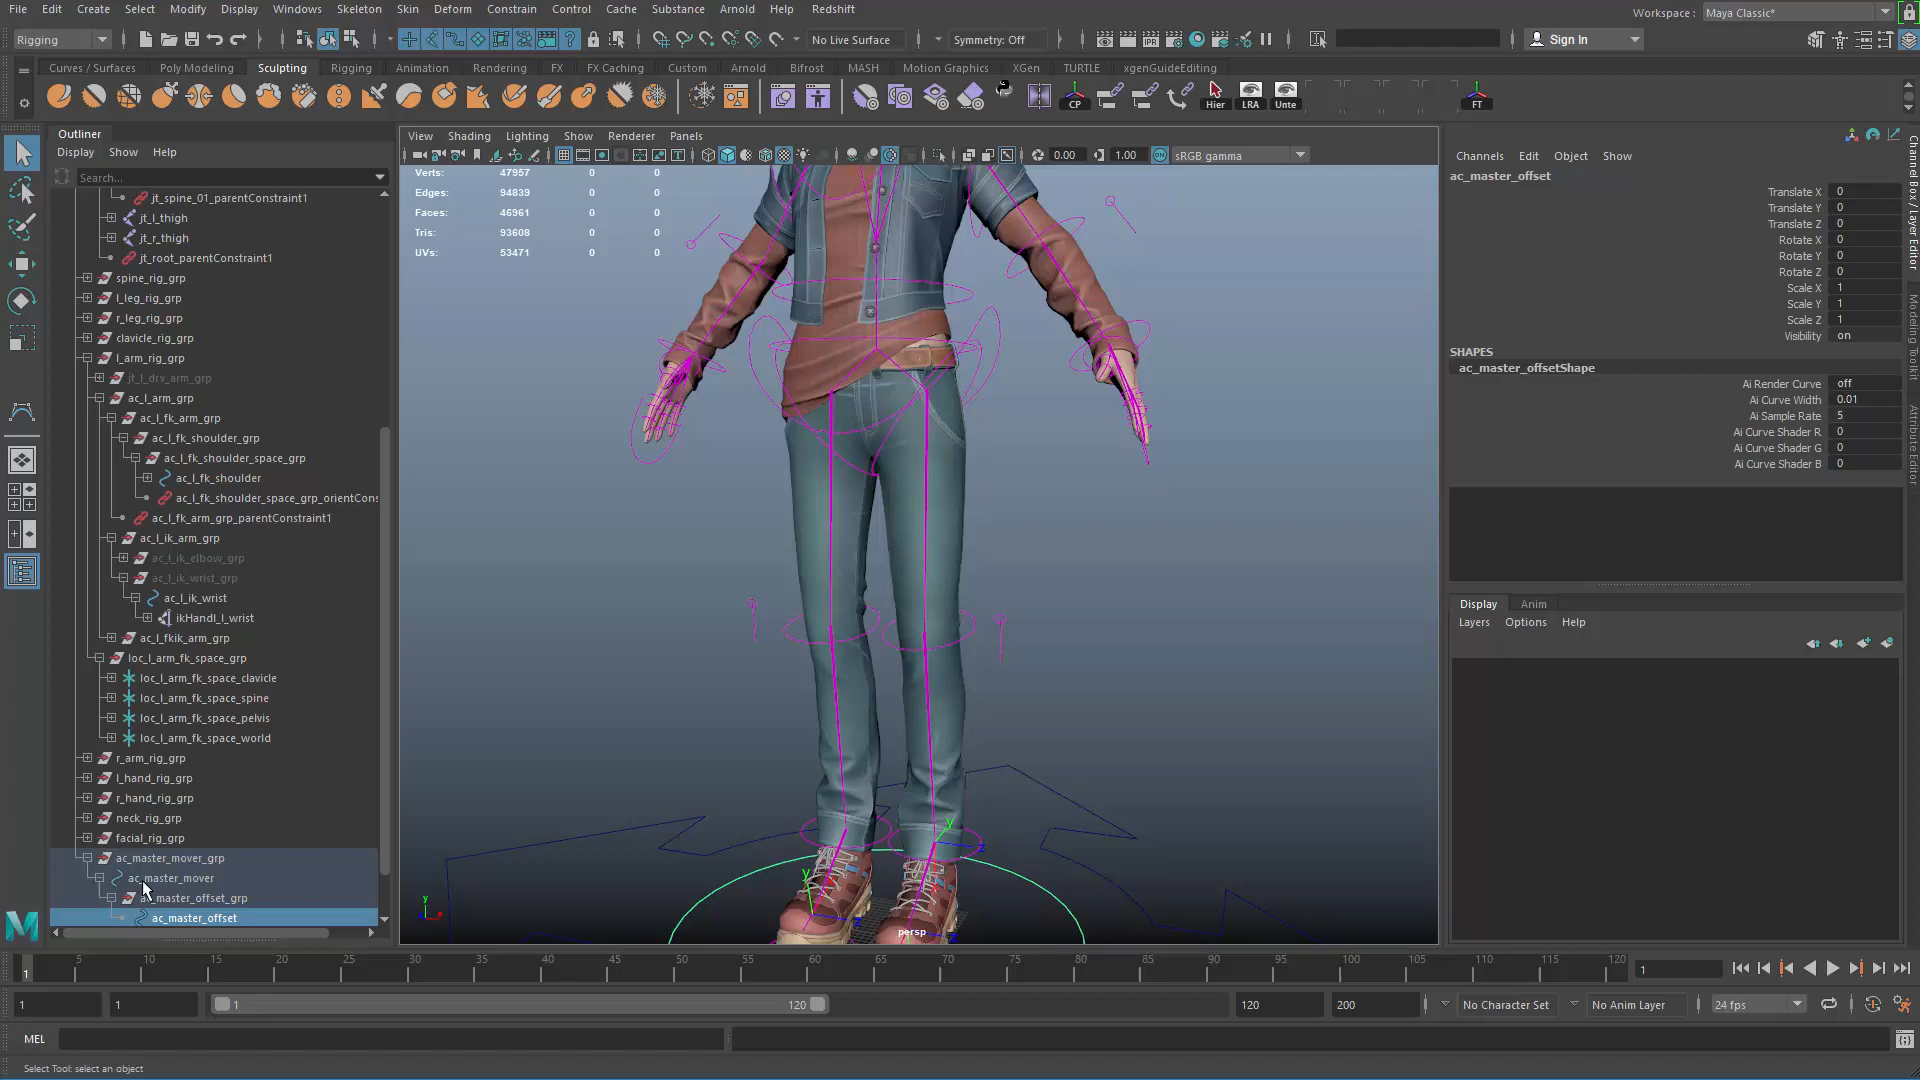 File Edit Create Select Modify Display Windows Skeleton Skin Deform Constrain Control Cache Substance Arnold Help Redshift
Workspace : Maya Classic*
Rigging
No Live Surface
Symmetry: Off
Sign In
Curves / Surfaces Poly Modeling Sculpting Rigging Animation Rendering FX FX Caching Custom Arnold Bifrost MASH Motion Graphics XGen TURTLE xgenGuideEditing
CP Hier LRA Unte FT
Outliner
Display Show Help
Search...
jt_spine_01_parentConstraint1
jt_l_thigh
jt_r_thigh
jt_root_parentConstraint1
spine_rig_grp
l_leg_rig_grp
r_leg_rig_grp
clavicle_rig_grp
l_arm_rig_grp
jt_l_drv_arm_grp
ac_l_arm_grp
ac_l_fk_arm_grp
ac_l_fk_shoulder_grp
ac_l_fk_shoulder_space_grp
ac_l_fk_shoulder
ac_l_fk_shoulder_space_grp_orientCons
ac_l_fk_arm_grp_parentConstraint1
ac_l_ik_arm_grp
ac_l_ik_elbow_grp
ac_l_ik_wrist_grp
ac_l_ik_wrist
ikHandl_l_wrist
ac_l_fkik_arm_grp
loc_l_arm_fk_space_grp
loc_l_arm_fk_space_clavicle
loc_l_arm_fk_space_spine
loc_l_arm_fk_space_pelvis
loc_l_arm_fk_space_world
r_arm_rig_grp
l_hand_rig_grp
r_hand_rig_grp
neck_rig_grp
facial_rig_grp
ac_master_mover_grp
ac_master_mover
ac_master_offset_grp
ac_master_offset
View Shading Lighting Show Renderer Panels
0.00 1.00 sRGB gamma
Verts: 47957 0 0
Edges: 94839 0 0
Faces: 46961 0 0
Tris: 93608 0 0
UVs: 53471 0 0
y
z
y
z
z
y
persp
Channels Edit Object Show
ac_master_offset
Translate X 0
Translate Y 0
Translate Z 0
Rotate X 0
Rotate Y 0
Rotate Z 0
Scale X 1
Scale Y 1
Scale Z 1
Visibility on
SHAPES
ac_master_offsetShape
Ai Render Curve off
Ai Curve Width 0.01
Ai Sample Rate 5
Ai Curve Shader R 0
Ai Curve Shader G 0
Ai Curve Shader B 0
Display Anim
Layers Options Help
Channel Box / Layer Editor
Modeling Toolkit
Attribute Editor
1 5 10 15 20 25 30 35 40 45 50 55 60 65 70 75 80 85 90 95 100 105 110 115 120
1
1 1 1 120 120 200 No Character Set No Anim Layer 24 fps
MEL
Select Tool: select an object